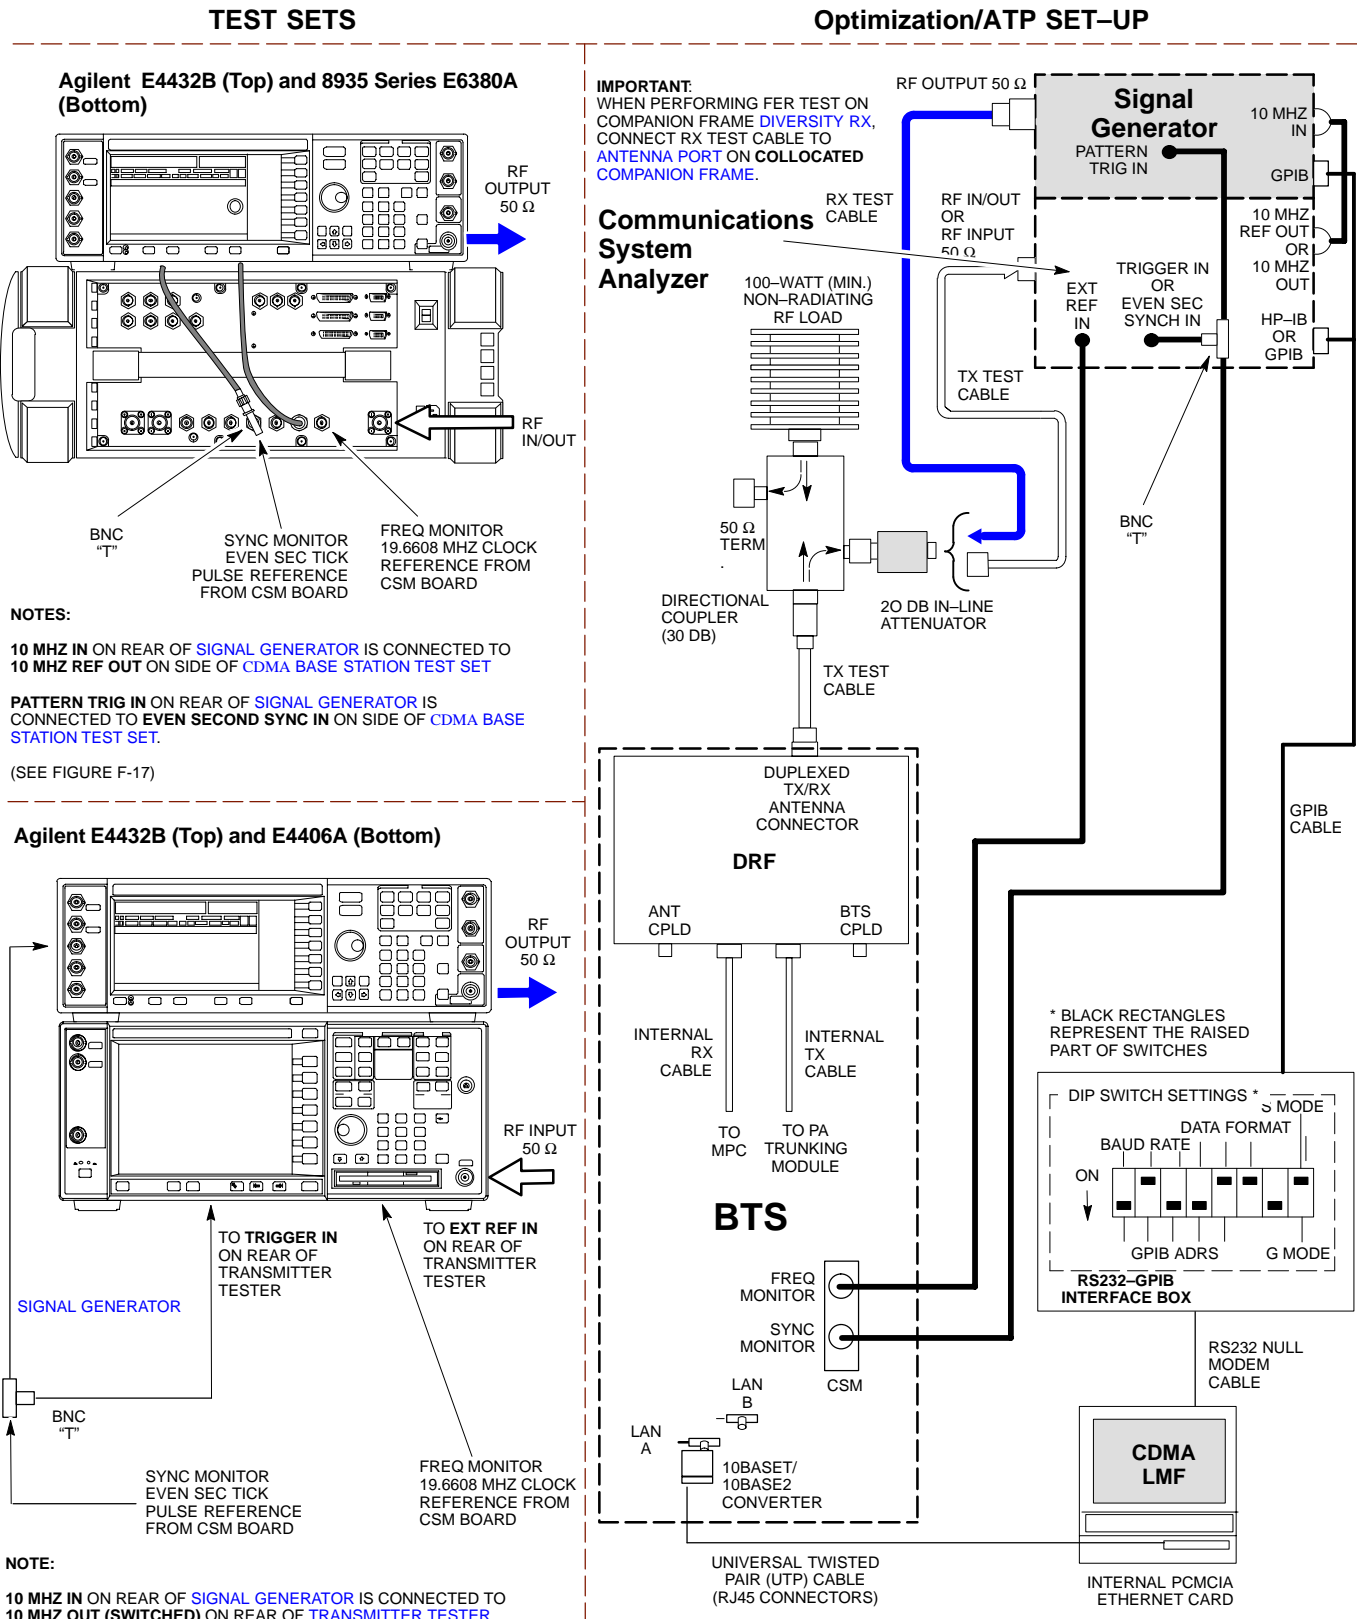 TEST SETS
Optimization/ATP SET–UP
Agilent E4432B (Top) and 8935 Series E6380A
(Bottom)
RF
OUTPUT
50 Ω
RF
IN/OUT
BNC
“T”
SYNC MONITOR
EVEN SEC TICK
PULSE REFERENCE
FROM CSM BOARD
FREQ MONITOR
19.6608 MHZ CLOCK
REFERENCE FROM
CSM BOARD
NOTES:
10 MHZ IN ON REAR OF SIGNAL GENERATOR IS CONNECTED TO
10 MHZ REF OUT ON SIDE OF CDMA BASE STATION TEST SET
PATTERN TRIG IN ON REAR OF SIGNAL GENERATOR IS
CONNECTED TO EVEN SECOND SYNC IN ON SIDE OF CDMA BASE
STATION TEST SET.
(SEE FIGURE F-17)
Agilent E4432B (Top) and E4406A (Bottom)
RF
OUTPUT
50 Ω
RF INPUT
50 Ω
TO TRIGGER IN
ON REAR OF
TRANSMITTER
TESTER
TO EXT REF IN
ON REAR OF
TRANSMITTER
TESTER
SIGNAL GENERATOR
BNC
“T”
SYNC MONITOR
EVEN SEC TICK
PULSE REFERENCE
FROM CSM BOARD
FREQ MONITOR
19.6608 MHZ CLOCK
REFERENCE FROM
CSM BOARD
NOTE:
10 MHZ IN ON REAR OF SIGNAL GENERATOR IS CONNECTED TO
10 MHZ OUT (SWITCHED) ON REAR OF TRANSMITTER TESTER
IMPORTANT:
WHEN PERFORMING FER TEST ON
COMPANION FRAME DIVERSITY RX,
CONNECT RX TEST CABLE TO
ANTENNA PORT ON COLLOCATED
COMPANION FRAME.
RF OUTPUT 50 Ω
Signal
Generator
PATTERN
TRIG IN
10 MHZ
IN
GPIB
Communications
System
Analyzer
RX TEST
CABLE
RF IN/OUT
OR
RF INPUT
50 Ω
10 MHZ
REF OUT
OR
10 MHZ
OUT
EXT
REF
IN
TRIGGER IN
OR
EVEN SEC
SYNCH IN
HP–IB
OR
GPIB
100–WATT (MIN.)
NON–RADIATING
RF LOAD
TX TEST
CABLE
BNC
“T”
50 Ω
TERM
.
DIRECTIONAL
COUPLER
(30 DB)
2O DB IN–LINE
ATTENUATOR
TX TEST
CABLE
DUPLEXED
TX/RX
ANTENNA
CONNECTOR
DRF
ANT
CPLD
BTS
CPLD
INTERNAL
RX
CABLE
INTERNAL
TX
CABLE
TO
MPC
TO PA
TRUNKING
MODULE
BTS
FREQ
MONITOR
SYNC
MONITOR
CSM
LAN
B
LAN
A
10BASET/
10BASE2
CONVERTER
UNIVERSAL TWISTED
PAIR (UTP) CABLE
(RJ45 CONNECTORS)
GPIB
CABLE
* BLACK RECTANGLES
REPRESENT THE RAISED
PART OF SWITCHES
DIP SWITCH SETTINGS *
S MODE
DATA FORMAT
BAUD RATE
ON
GPIB ADRS
G MODE
RS232–GPIB
INTERFACE BOX
RS232 NULL
MODEM
CABLE
CDMA
LMF
INTERNAL PCMCIA
ETHERNET CARD